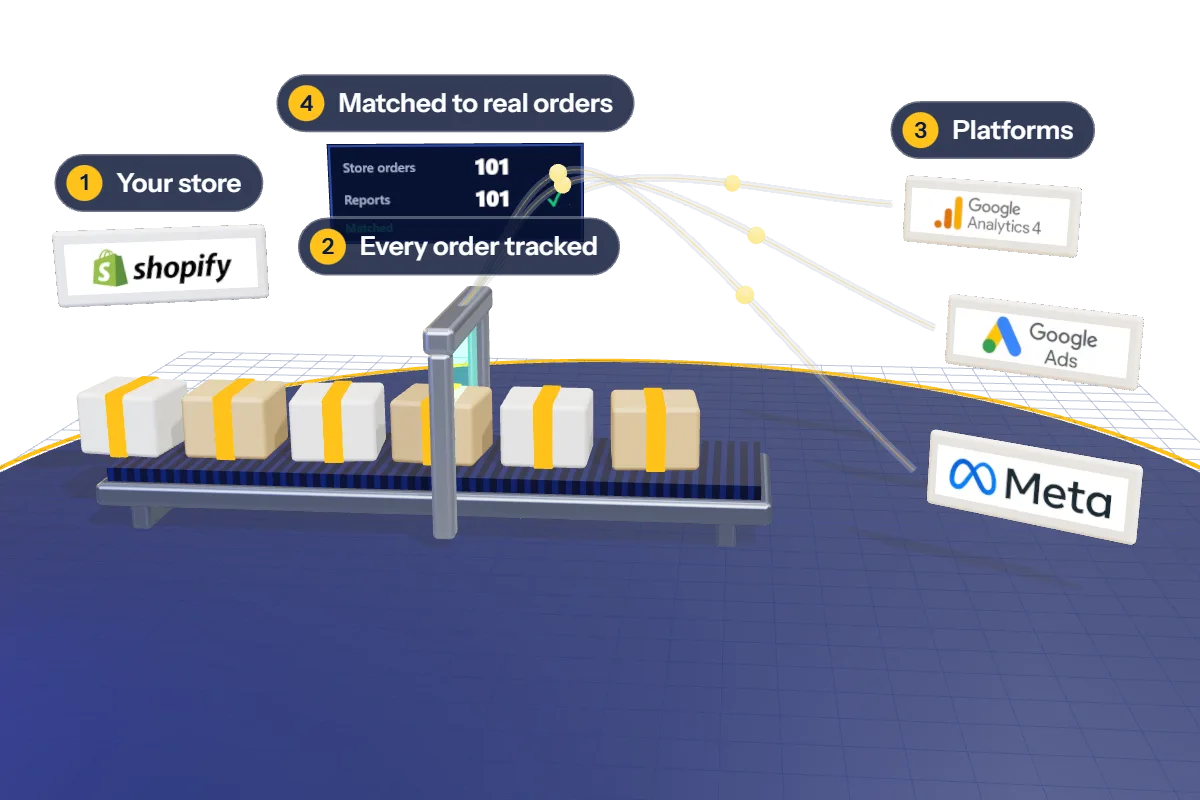 4 Matched to real orders
3 Platforms
1 Your store
Store orders 101
Reports 101
Matched
2 Every order tracked
shopify
Google
Analytics 4
Google
Ads
Meta